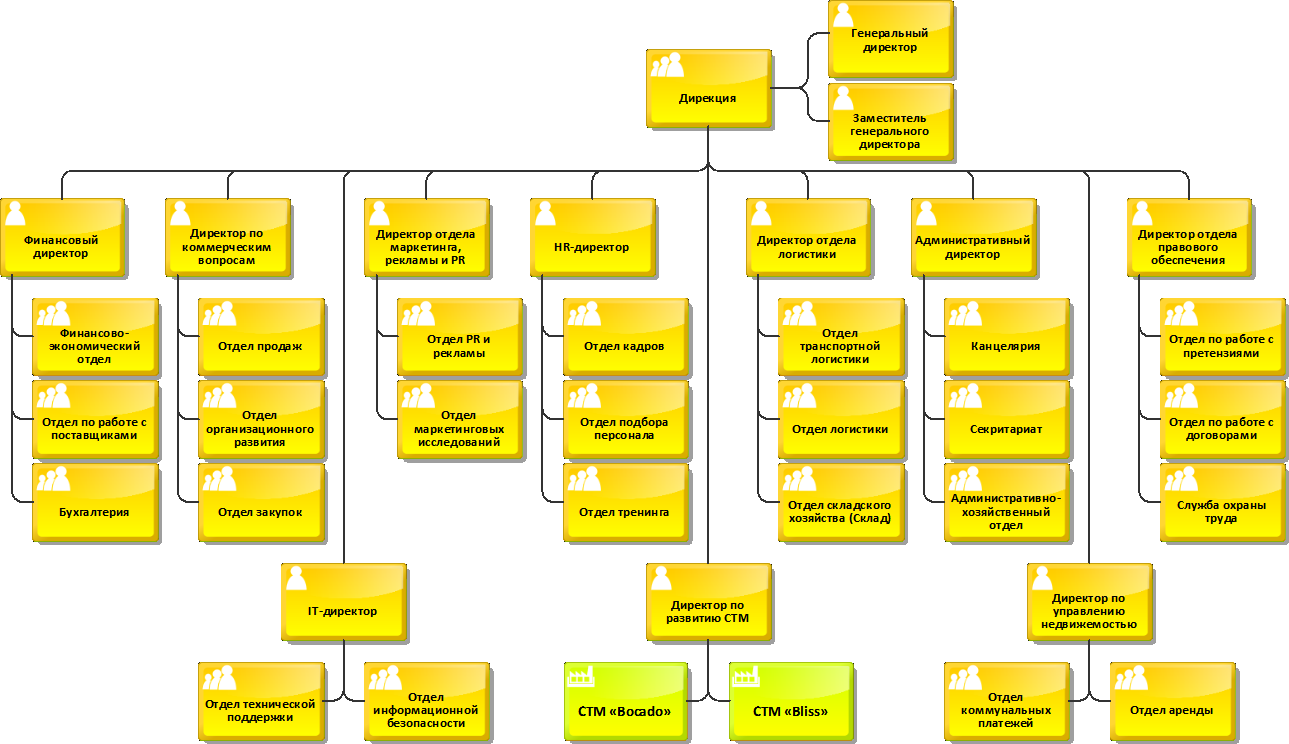 Генеральный
директор
Дирекция
Заместитель
генерального
директора
Финансовый
директор
Директор по
коммерческим
вопросам
Директор отдела
маркетинга,
рекламы и PR
HR-директор
Директор отдела
логистики
Административный
директор
Директор отдела
правового
обеспечения
Финансово-
экономический
отдел
Отдел продаж
Отдел PR и
рекламы
Отдел кадров
Отдел
транспортной
логистики
Канцелярия
Отдел по работе с
претензиями
Отдел по работе с
поставщиками
Отдел
организационного
развития
Отдел
маркетинговых
исследований
Отдел подбора
персонала
Отдел логистики
Секритариат
Отдел по работе с
договорами
Бухгалтерия
Отдел закупок
Отдел тренинга
Отдел складского
хозяйства (Склад)
Административно-
хозяйственный
отдел
Служба охраны
труда
IT-директор
Директор по
развитию СТМ
Директор по
управлению
недвижемостью
Отдел технической
поддержки
Отдел
информационной
безопасности
СТМ «Bocado»
СТМ «Bliss»
Отдел
коммунальных
платежей
Отдел аренды